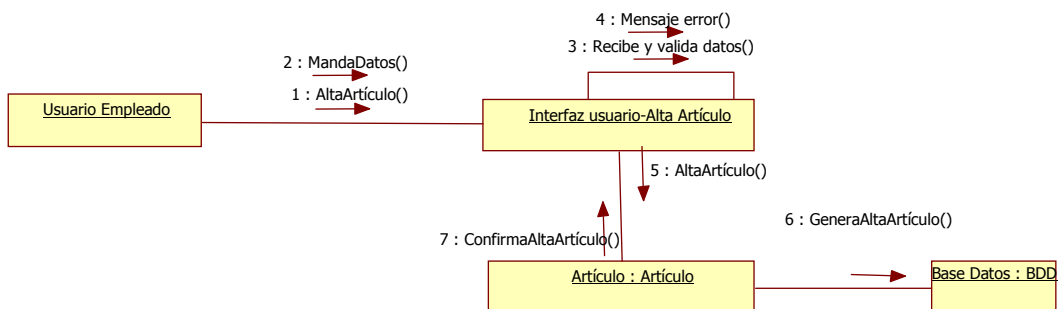 4 : Mensaje error()
3 : Recibe y valida datos()
2 : MandaDatos()
1 : AltaArtículo()
Usuario Empleado
Interfaz usuario-Alta Artículo
5 : AltaArtículo()
6 : GeneraAltaArtículo()
7 : ConfirmaAltaArtículo()
Artículo : Artículo
Base Datos : BDD